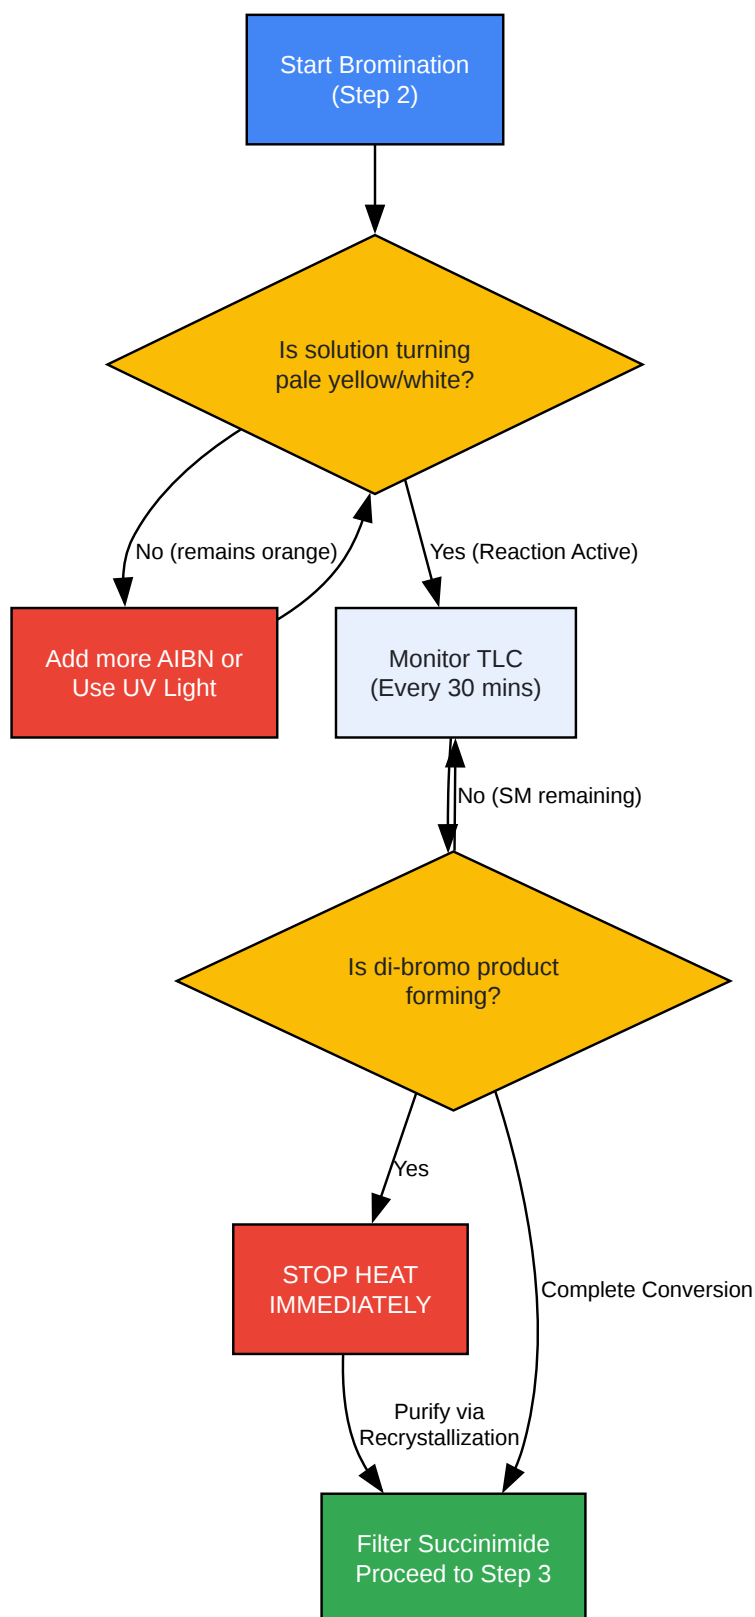 Start Bromination
(Step 2)
Is solution turning
pale yellow/white?
No (remains orange)
Yes (Reaction Active)
Add more AIBN or
Use UV Light
Monitor TLC
(Every 30 mins)
No (SM remaining)
Is di-bromo product
forming?
Yes
STOP HEAT
IMMEDIATELY
Complete Conversion
Purify via
Recrystallization
Filter Succinimide
Proceed to Step 3